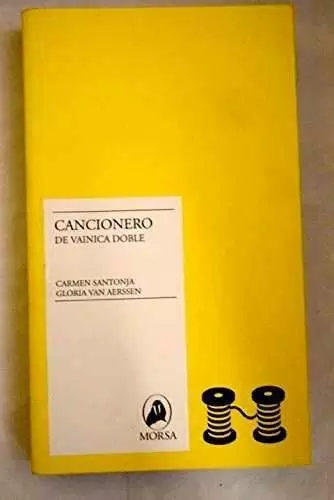 CANCIONERO
DE VAINICA DOBLE
CARMEN SANTONJA
GLORIA VAN AERSSEN
MORSA